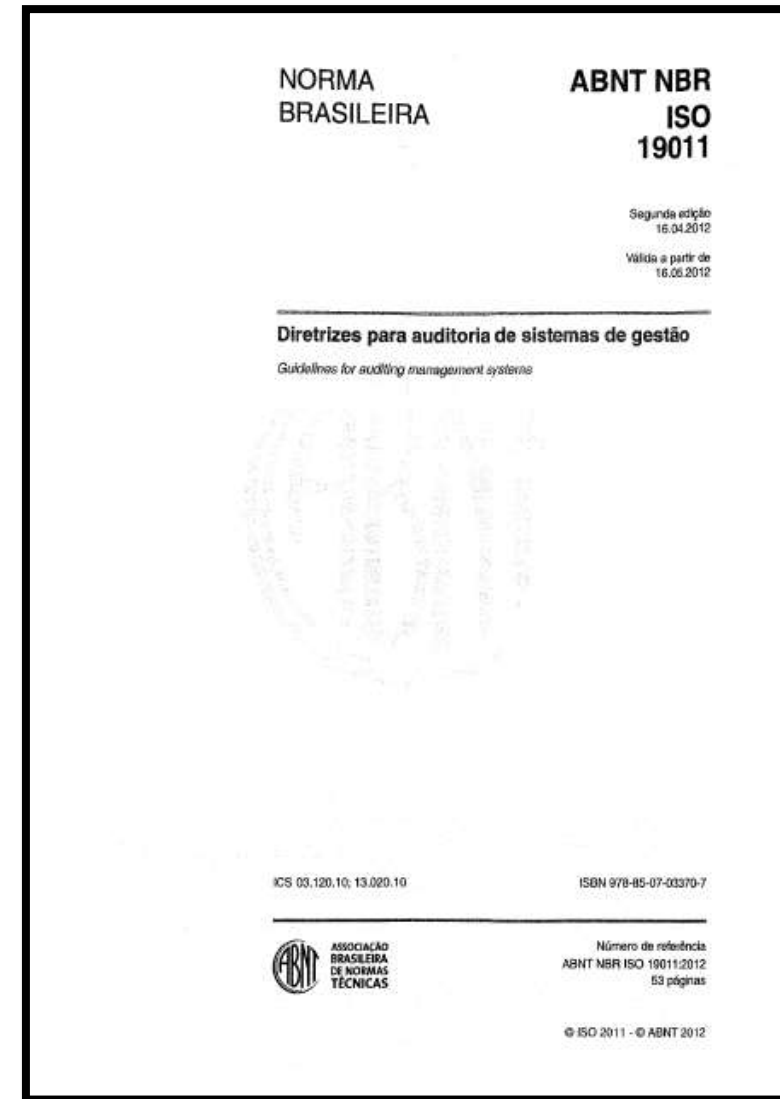 NORMA
BRASILEIRA
ABNT NBR
ISO
19011
Segunda edição
16.04.2012
Válida a partir de
16.05.2012
Diretrizes para auditoria de sistemas de gestão
Guidelines for auditing management systems
ICS 03.120.10; 13.020.10
ISBN 978-85-07-03370-7
ABNT
ASSOCIAÇÃO
BRASILEIRA
DE NORMAS
TÉCNICAS
Número de referência
ABNT NBR ISO 19011:2012
53 páginas
© ISO 2011 - © ABNT 2012